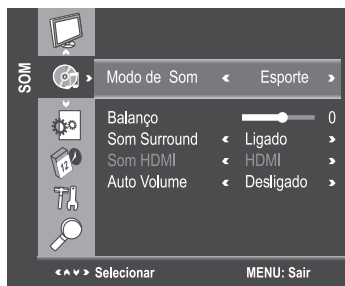 SOM
Modo de Som Esporte
Balanço 0
Som Surround Ligado
Som HDMI HDMI
Auto Volume Desligado
12
Selecionar MENU: Sair